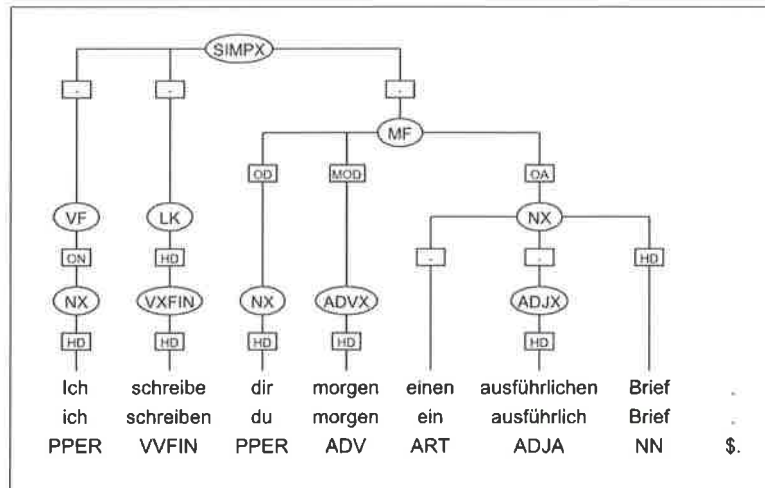 SIMPX
- - -
MF
OD MOD OA
VF LK NX
ON HD - - HD
NX VXFIN NX ADVX ADJX
HD HD HD HD HD
Ich schreibe dir morgen einen ausführlichen Brief .
ich schreiben du morgen ein ausführlich Brief .
PPER VVFIN PPER ADV ART ADJA NN $.